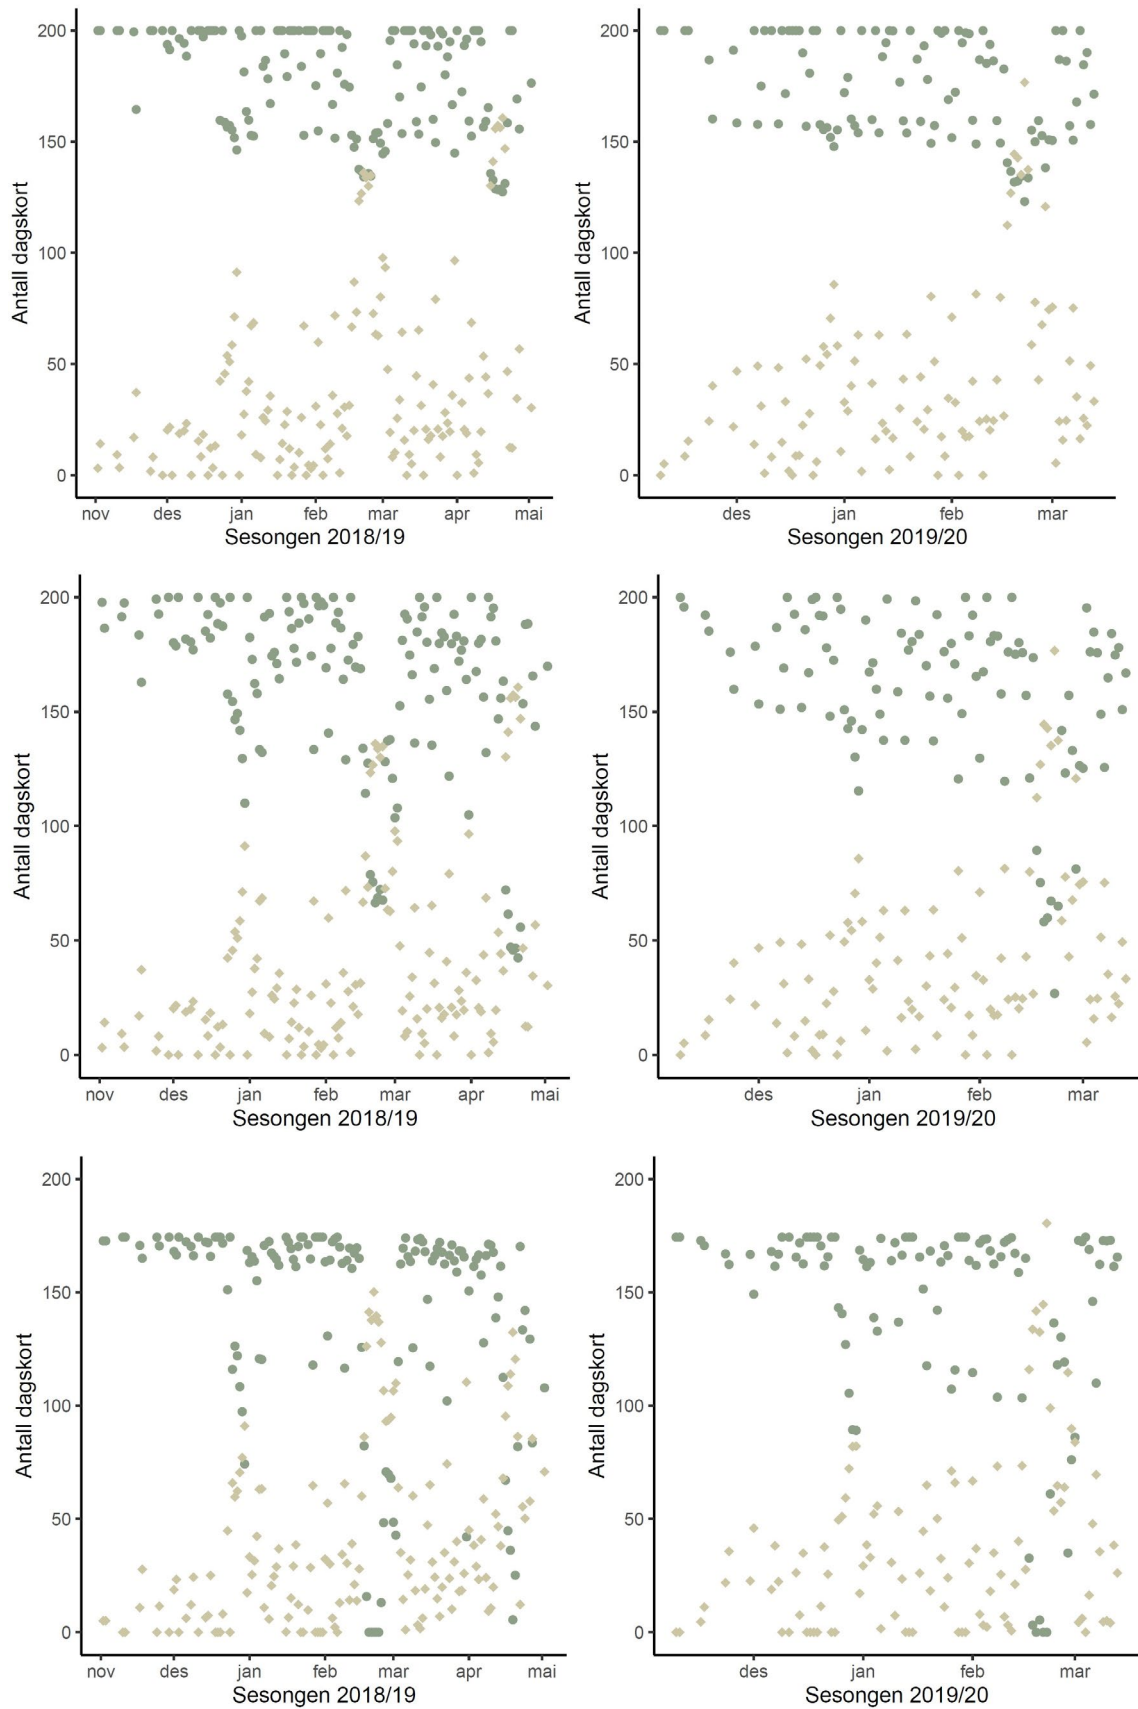 200
150
100
50
0
Antall dagskort
nov des jan feb mar apr mai
Sesongen 2018/19
200
150
100
50
0
Antall dagskort
des jan feb mar
Sesongen 2019/20
200
150
100
50
0
Antall dagskort
nov des jan feb mar apr mai
Sesongen 2018/19
200
150
100
50
0
Antall dagskort
des jan feb mar
Sesongen 2019/20
200
150
100
50
0
Antall dagskort
nov des jan feb mar apr mai
Sesongen 2018/19
200
150
100
50
0
Antall dagskort
des jan feb mar
Sesongen 2019/20